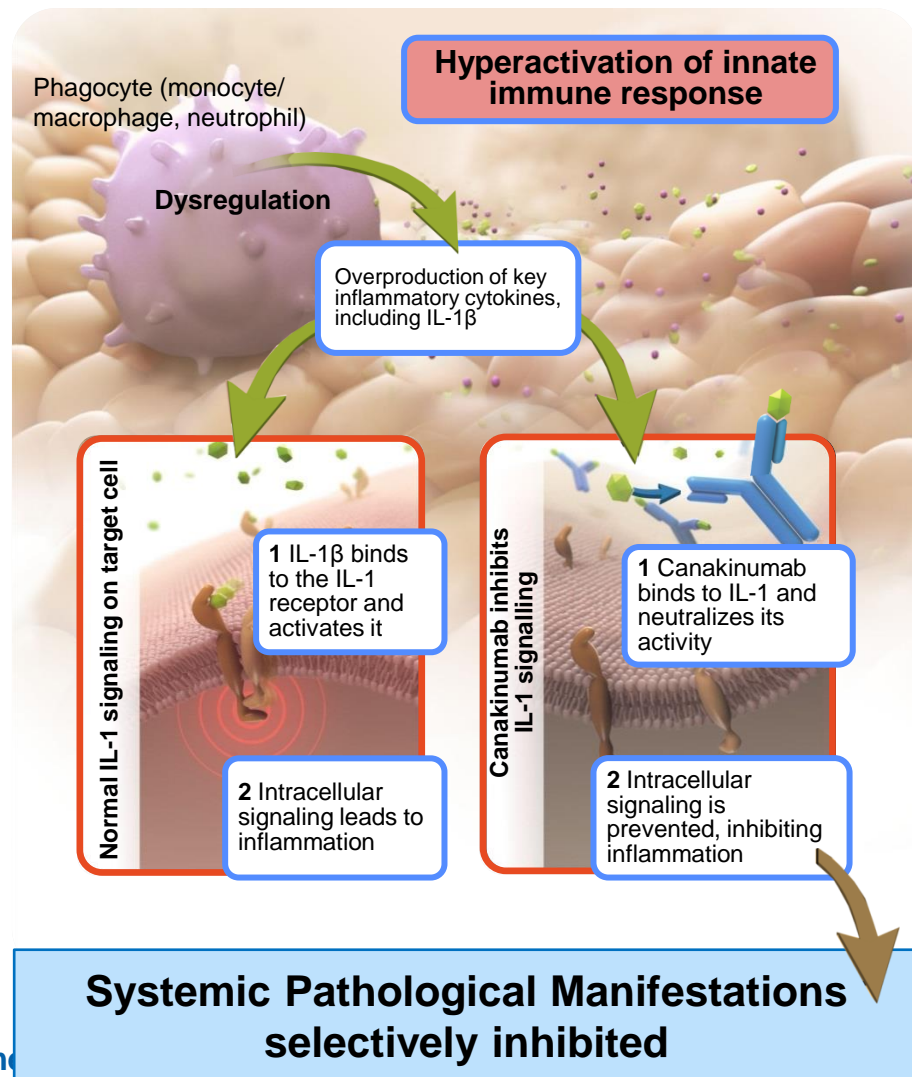 Hyperactivation of innate
immune response
Phagocyte (monocyte/
macrophage, neutrophil)
Dysregulation
Overproduction of key
inflammatory cytokines,
including IL-1β
Normal IL-1 signaling on target cell
1 IL-1β binds
to the IL-1
receptor and
activates it
2 Intracellular
signaling leads to
inflammation
Canakinumab inhibits
IL-1 signalling
1 Canakinumab
binds to IL-1 and
neutralizes its
activity
2 Intracellular
signaling is
prevented, inhibiting
inflammation
Systemic Pathological Manifestations
selectively inhibited